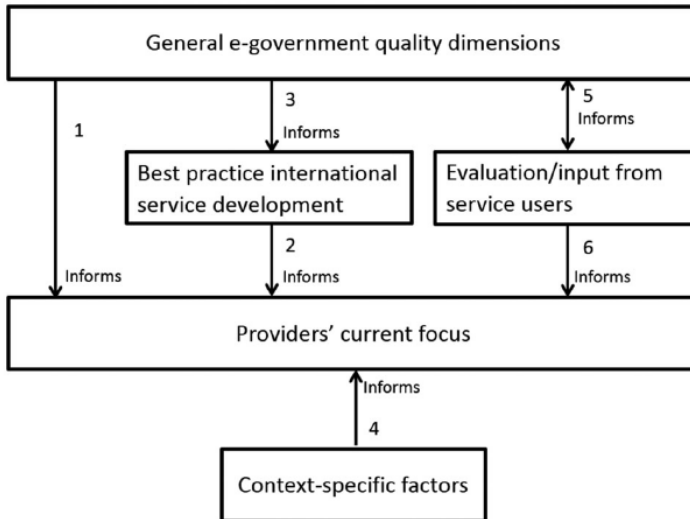 General e-government quality dimensions
1
3
5
Informs
Informs
Best practice international
service development
Evaluation/input from
service users
2
6
Informs
Informs
Informs
Providers’ current focus
Informs
4
Context-specific factors